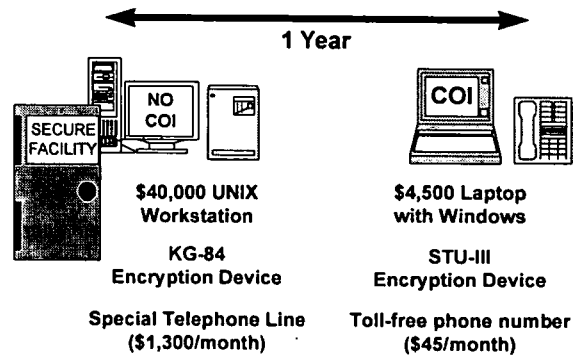 1 Year
SECURE
FACILITY
NO
COI
COI
$40,000 UNIX
Workstation
KG-84
Encryption Device
Special Telephone Line
($1,300/month)
$4,500 Laptop
with Windows
STU-III
Encryption Device
Toll-free phone number
($45/month)